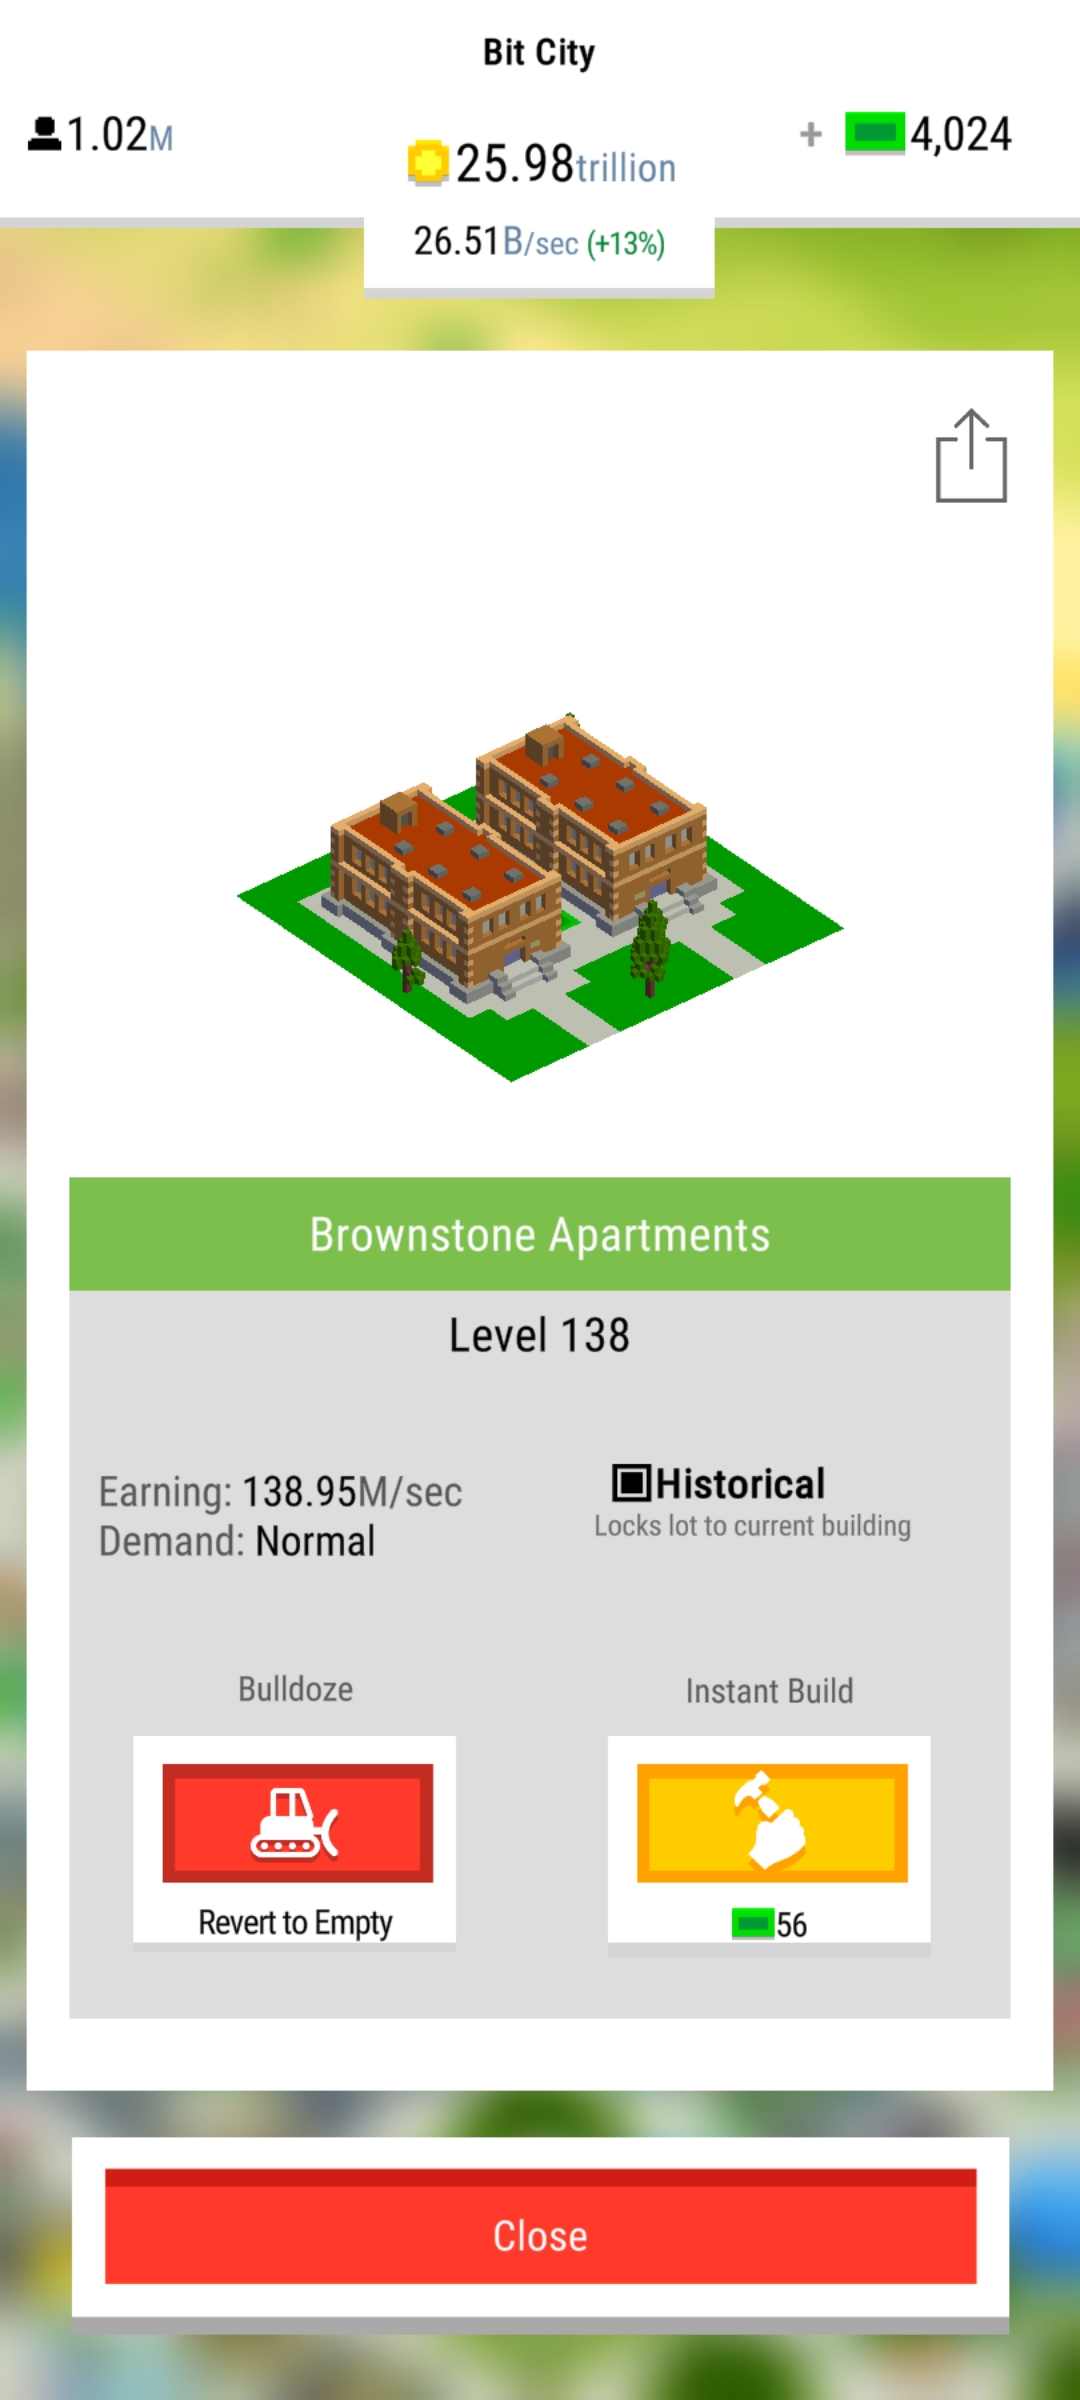 Bit City
1.02M
25.98trillion
+ 4,024
26.51B/sec (+13%)
Brownstone Apartments
Level 138
Earning: 138.95M/sec
Demand: Normal
Historical
Locks lot to current building
Bulldoze
Instant Build
Revert to Empty
56
Close